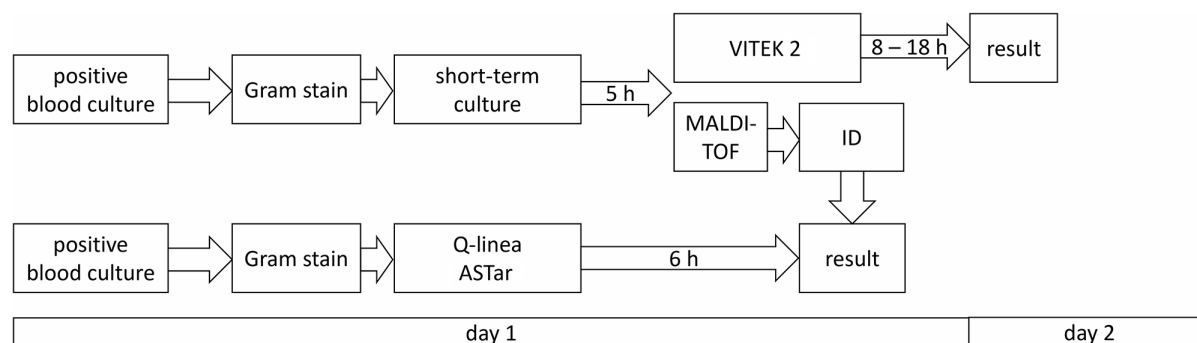 positive
blood culture
Gram stain
short-term
culture
5 h
VITEK 2
8 – 18 h
result
MALDI-
TOF
ID
positive
blood culture
Gram stain
Q-linea
ASTar
6 h
result
day 1
day 2